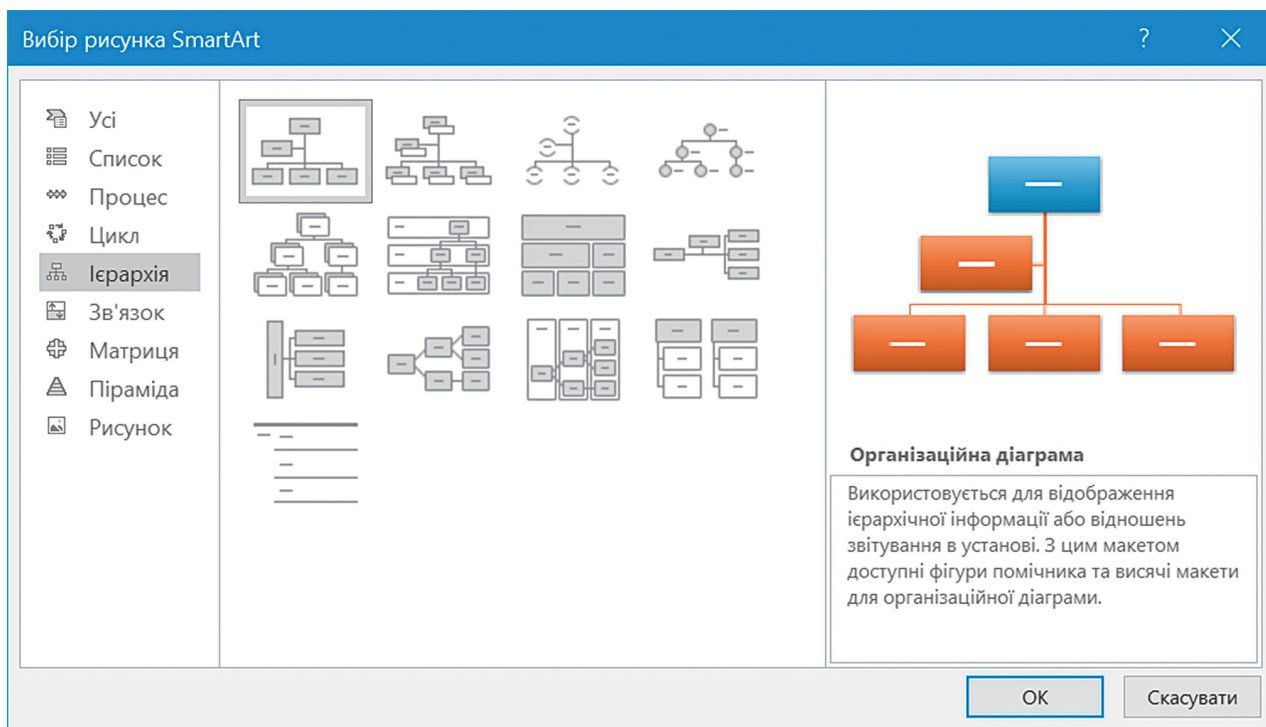 Вибір рисунка SmartArt
?
Усі
Список
Процес
Цикл
Ієрархія
Зв'язок
Матриця
Піраміда
Рисунок
Організаційна діаграма
Використовується для відображення
ієрархічної інформації або відношень
звітування в установі. З цим макетом
доступні фігури помічника та висячі макети
для організаційної діаграми.
ОК
Скасувати